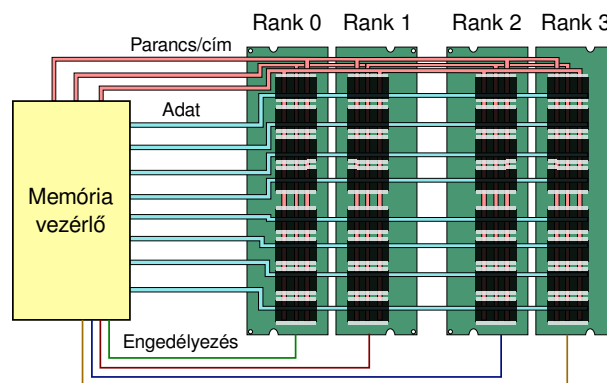 Rank 0
Rank 1
Rank 2
Rank 3
Parancs/cím
Adat
Memória
vezérlő
Engedélyezés